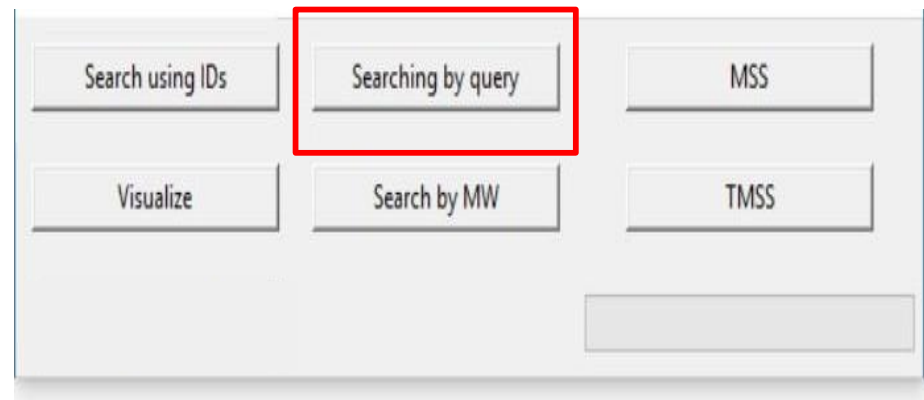 Search using IDs Searching by query MSS
Visualize Search by MW TMSS